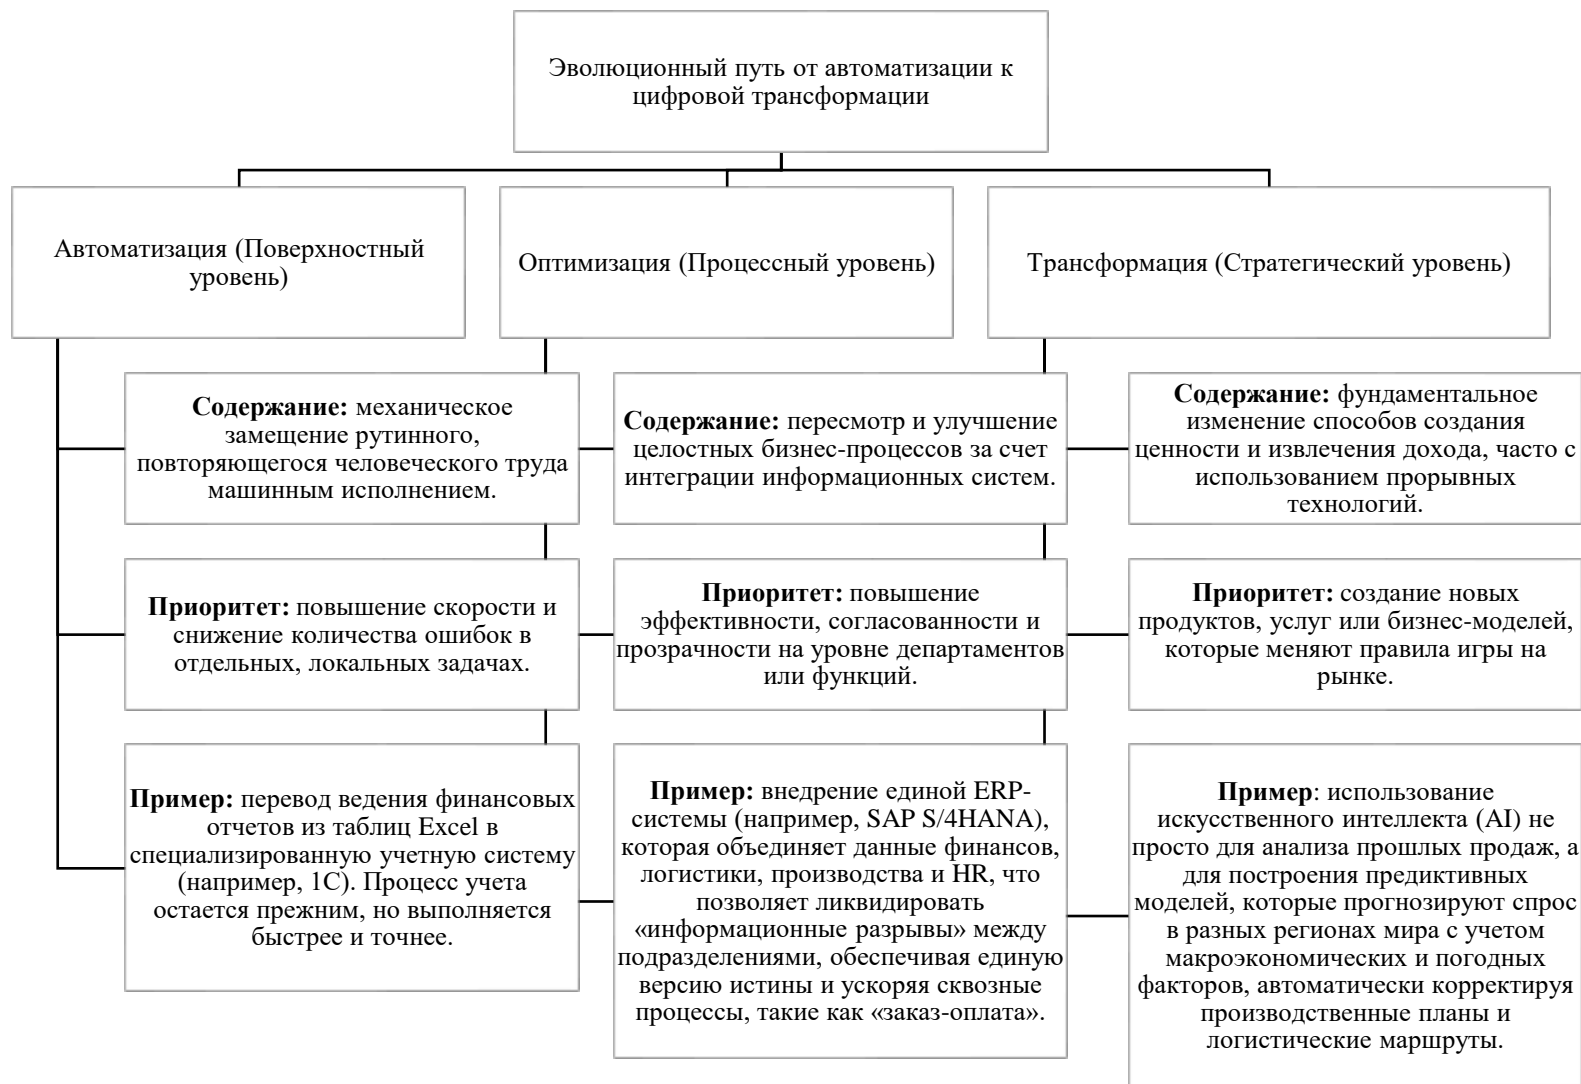 Эволюционный путь от автоматизации к
цифровой трансформации
Автоматизация (Поверхностный
уровень)
Содержание: механическое
замещение рутинного,
повторяющегося человеческого труда
машинным исполнением.
Приоритет: повышение скорости и
снижение количества ошибок в
отдельных, локальных задачах.
Пример: перевод ведения финансовых
отчетов из таблиц Excel в
специализированную учетную систему
(например, 1С). Процесс учета
остается прежним, но выполняется
быстрее и точнее.
Оптимизация (Процессный уровень)
Содержание: пересмотр и улучшение
целостных бизнес-процессов за счет
интеграции информационных систем.
Приоритет: повышение
эффективности, согласованности и
прозрачности на уровне департаментов
или функций.
Пример: внедрение единой ERP-
системы (например, SAP S/4HANA),
которая объединяет данные финансов,
логистики, производства и HR, что
позволяет ликвидировать
«информационные разрывы» между
подразделениями, обеспечивая единую
версию истины и ускоряя сквозные
процессы, такие как «заказ-оплата».
Трансформация (Стратегический уровень)
Содержание: фундаментальное
изменение способов создания
ценности и извлечения дохода, часто с
использованием прорывных
технологий.
Приоритет: создание новых
продуктов, услуг или бизнес-моделей,
которые меняют правила игры на
рынке.
Пример: использование
искусственного интеллекта (AI) не
просто для анализа прошлых продаж, а
для построения предиктивных
моделей, которые прогнозируют спрос
в разных регионах мира с учетом
макроэкономических и погодных
факторов, автоматически корректируя
производственные планы и
логистические маршруты.